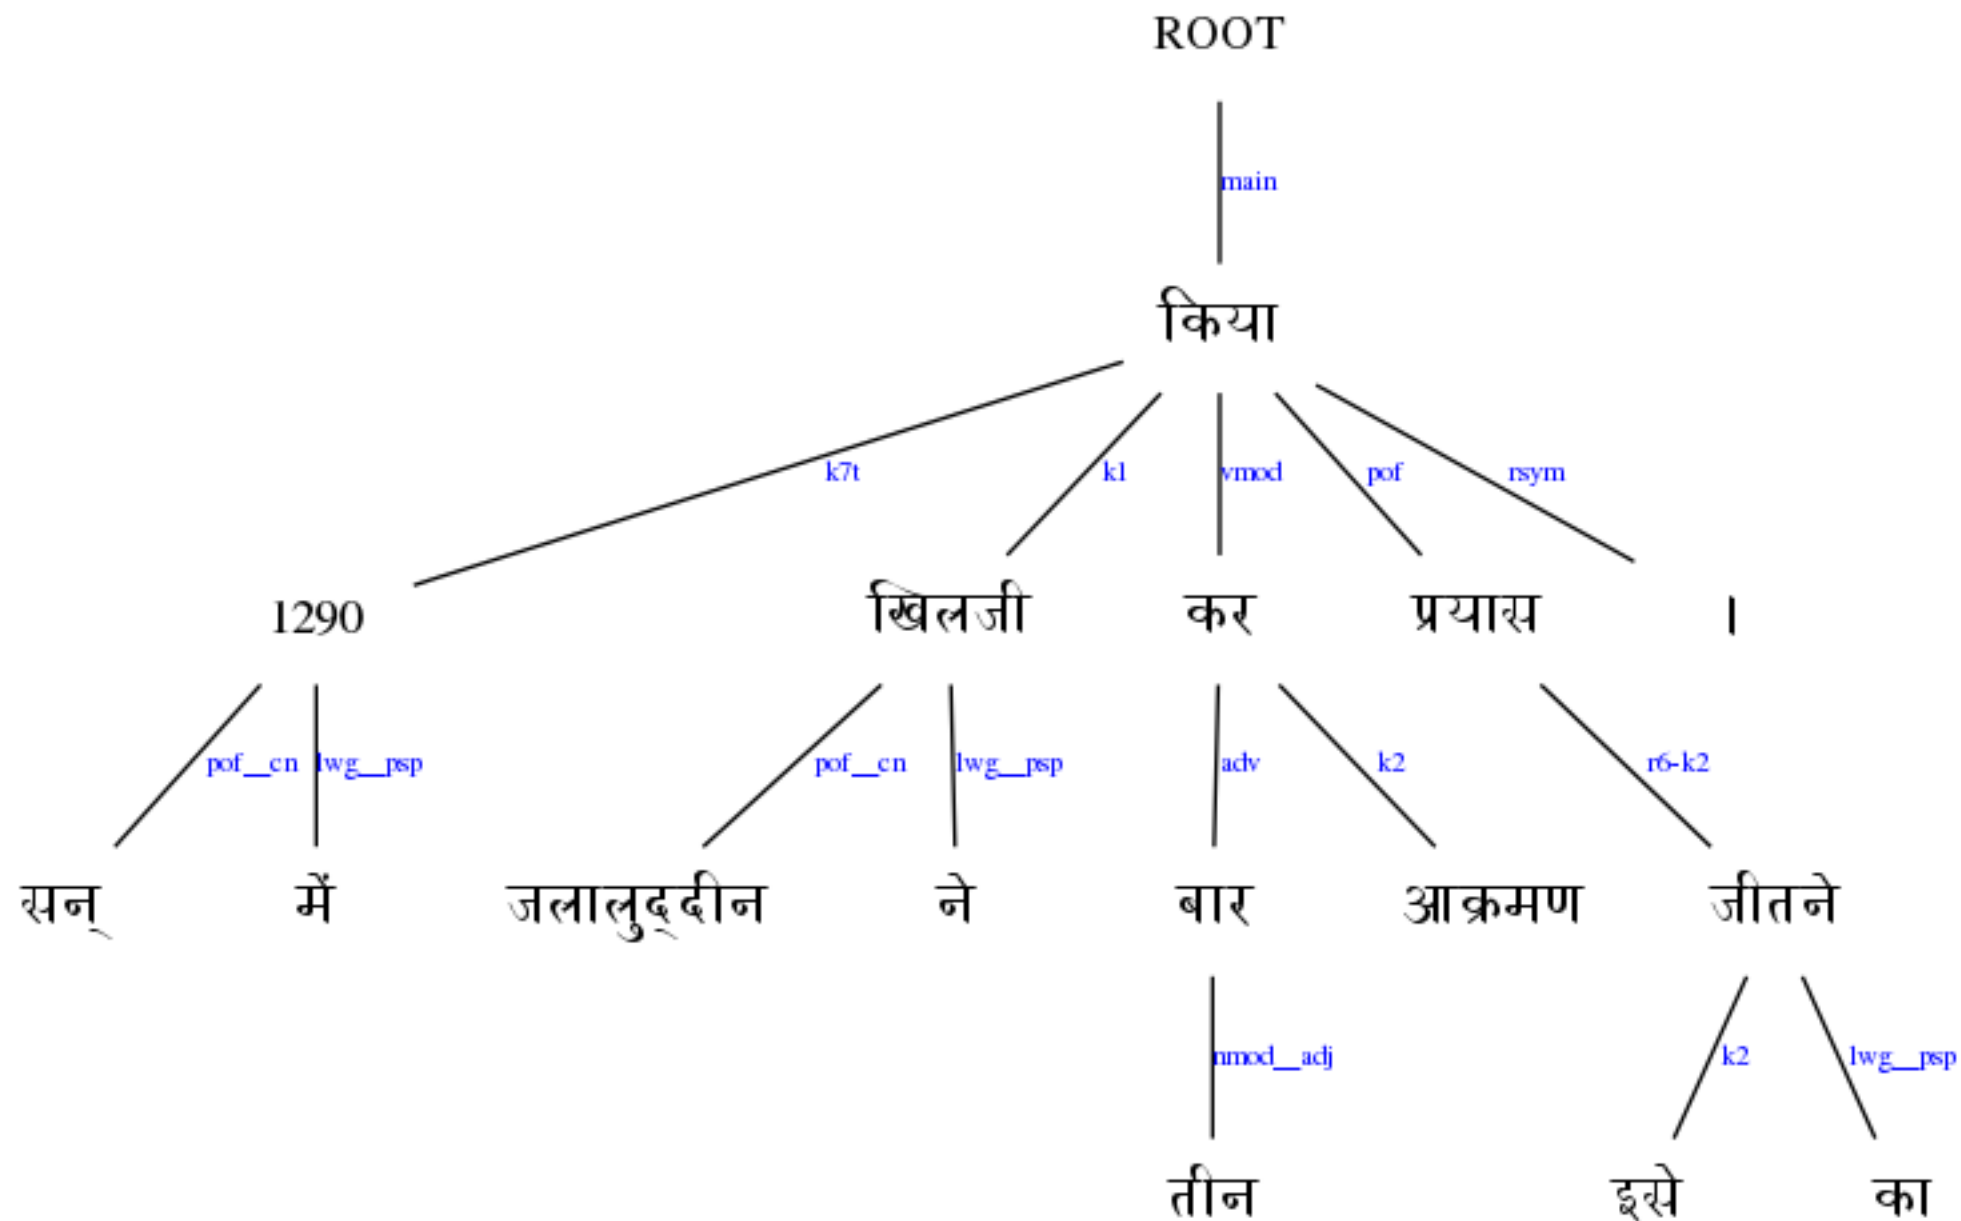 ROOT
main
किया
k7t k1 vmod pof rsym
1290 खिलजी कर प्रयास ।
pof__cn lwg__psp pof__cn lwg__psp adv k2 r6-k2
सन् में जलालुद्दीन ने बार आक्रमण जीतने
nmod__adj k2 lwg__psp
तीन इसे का